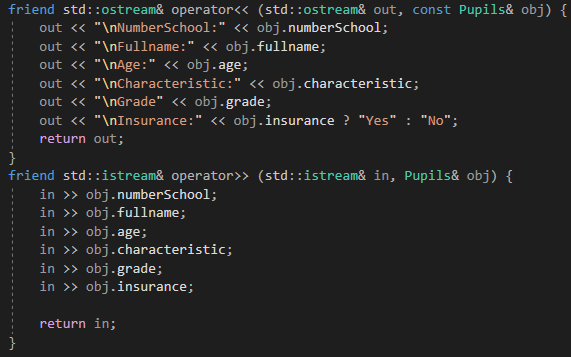 friend std::ostream& operator<< (std::ostream& out, const Pupils& obj) {
    out << "\nNumberSchool:" << obj.numberSchool;
    out << "\nFullname:" << obj.fullname;
    out << "\nAge:" << obj.age;
    out << "\nCharacteristic:" << obj.characteristic;
    out << "\nGrade" << obj.grade;
    out << "\nInsurance:" << obj.insurance ? "Yes" : "No";
    return out;
}
friend std::istream& operator>> (std::istream& in, Pupils& obj) {
    in >> obj.numberSchool;
    in >> obj.fullname;
    in >> obj.age;
    in >> obj.characteristic;
    in >> obj.grade;
    in >> obj.insurance;

    return in;
}